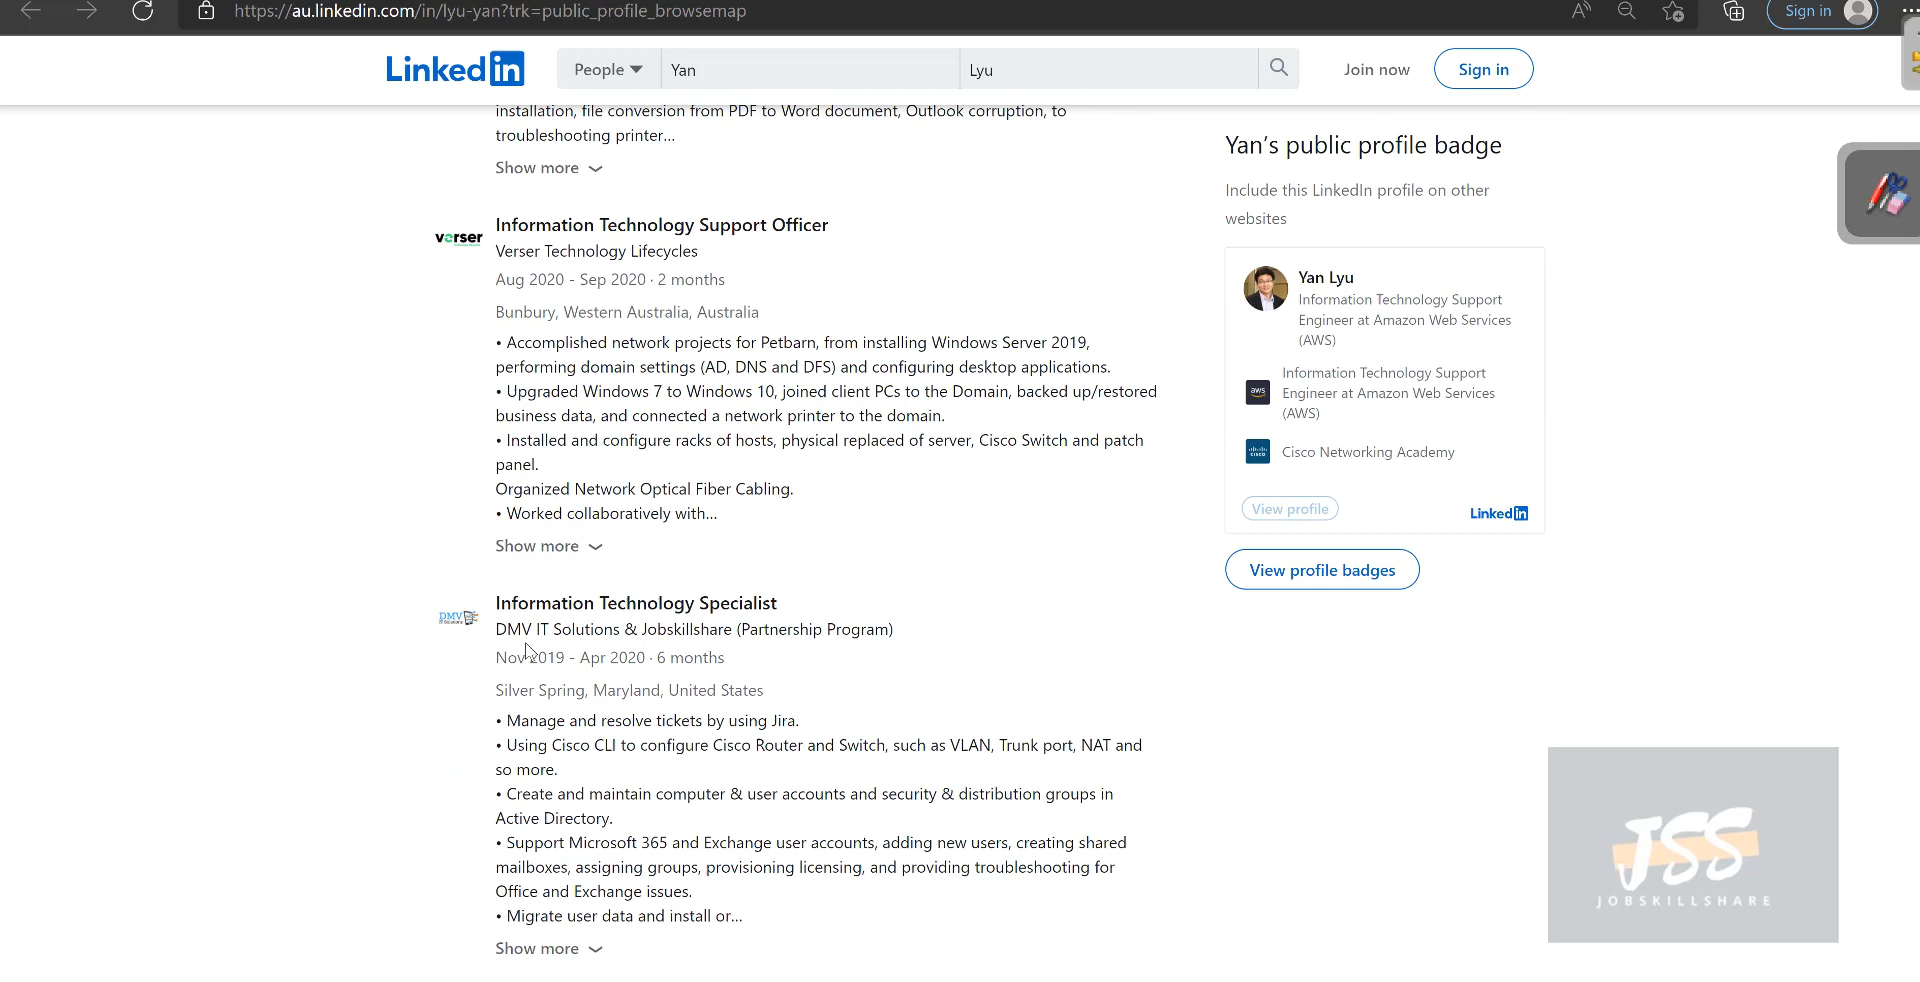 https://au.linkedin.com/in/lyu-yan?trk=public_profile_browsemap
Sign in
Linkedin
People
Yan
Lyu
Join now
Sign in
installation, file conversion from PDF to Word document, Outlook corruption, to
troubleshooting printer...
Show more
verser
Information Technology Support Officer
Verser Technology Lifecycles
Aug 2020 - Sep 2020 · 2 months
Bunbury, Western Australia, Australia
• Accomplished network projects for Petbarn, from installing Windows Server 2019,
performing domain settings (AD, DNS and DFS) and configuring desktop applications.
• Upgraded Windows 7 to Windows 10, joined client PCs to the Domain, backed up/restored
business data, and connected a network printer to the domain.
• Installed and configure racks of hosts, physical replaced of server, Cisco Switch and patch
panel.
Organized Network Optical Fiber Cabling.
• Worked collaboratively with...
Show more
DMV
IT Solutions
Information Technology Specialist
DMV IT Solutions & Jobskillshare (Partnership Program)
Nov 2019 - Apr 2020 · 6 months
Silver Spring, Maryland, United States
• Manage and resolve tickets by using Jira.
• Using Cisco CLI to configure Cisco Router and Switch, such as VLAN, Trunk port, NAT and
so more.
• Create and maintain computer & user accounts and security & distribution groups in
Active Directory.
• Support Microsoft 365 and Exchange user accounts, adding new users, creating shared
mailboxes, assigning groups, provisioning licensing, and providing troubleshooting for
Office and Exchange issues.
• Migrate user data and install or...
Show more
Yan’s public profile badge
Include this LinkedIn profile on other
websites
Yan Lyu
Information Technology Support
Engineer at Amazon Web Services
(AWS)
aws
Information Technology Support
Engineer at Amazon Web Services
(AWS)
cisco
Cisco Networking Academy
View profile
Linkedin
View profile badges
JSS
JOBSKILLSHARE